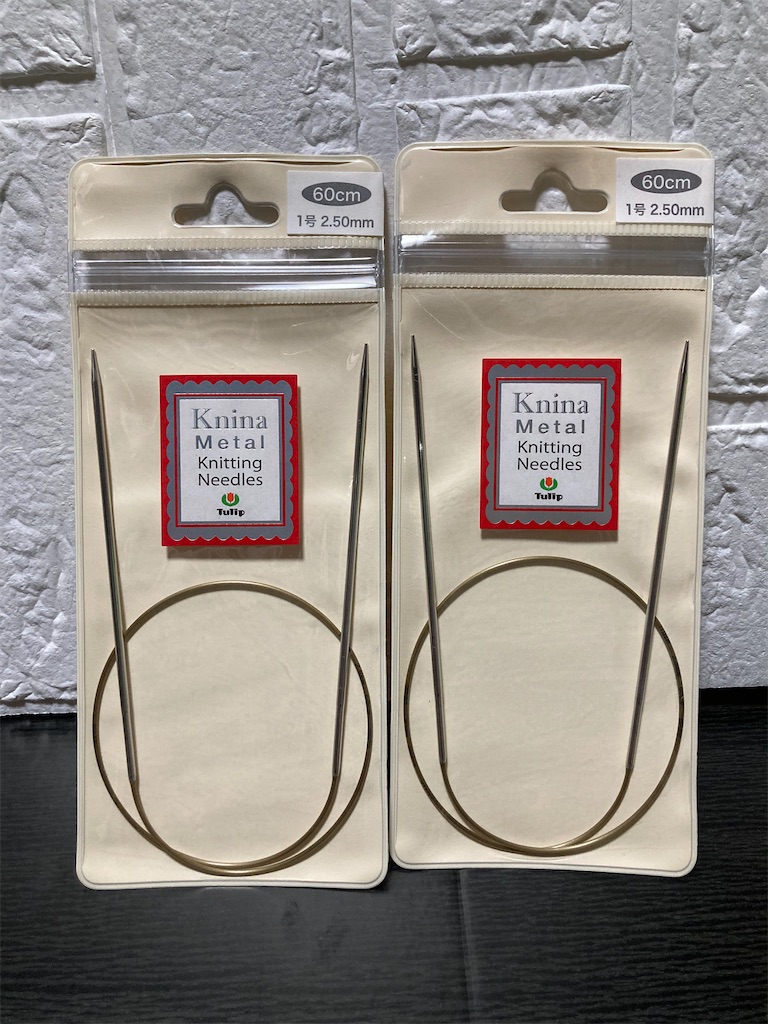 60cm
1号 2.50mm
Knina
Metal
Knitting
Needles
Tulip
60cm
1号 2.50mm
Knina
Metal
Knitting
Needles
Tulip